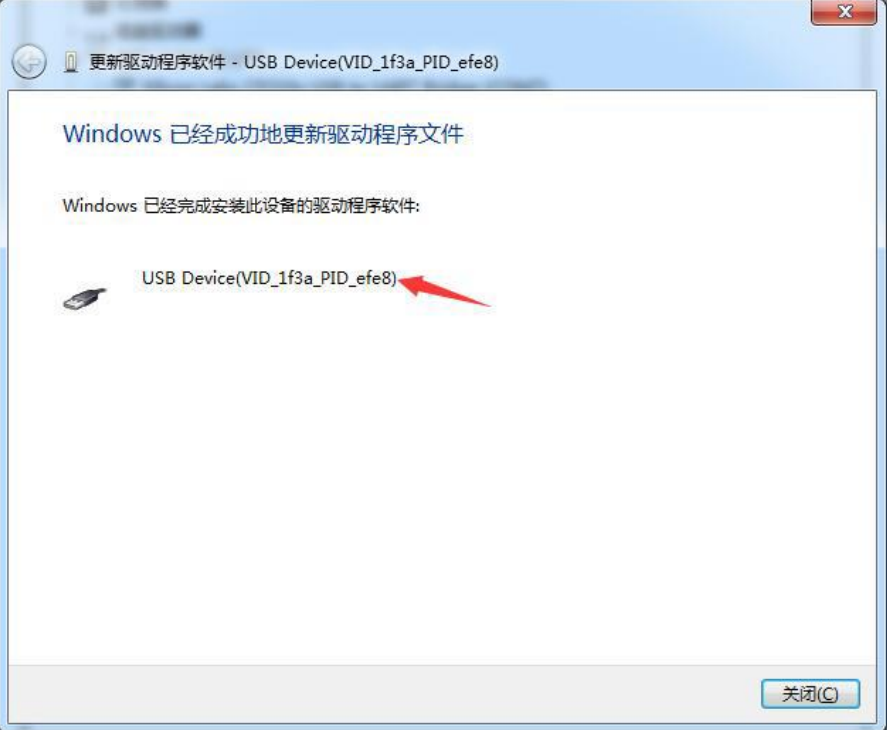 更新驱动程序软件 - USB Device(VID_1f3a_PID_efe8)
Windows 已经成功地更新驱动程序文件
Windows 已经完成安装此设备的驱动程序软件:
USB Device(VID_1f3a_PID_efe8)
关闭(C)